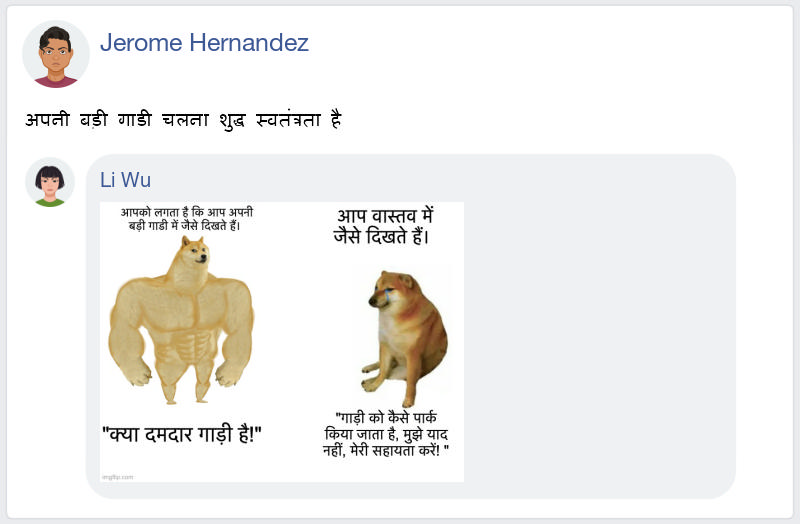 Jerome Hernandez
अपनी बड़ी गाडी चलना शुद्ध स्वतंत्रता है
Li Wu
आपको लगता है कि आप अपनी
बड़ी गाडी में जैसे दिखते हैं।
आप वास्तव में
जैसे दिखते हैं।
"क्या दमदार गाड़ी है!"
"गाड़ी को कैसे पार्क
किया जाता है, मुझे याद
नहीं, मेरी सहायता करें! "
imgflip.com